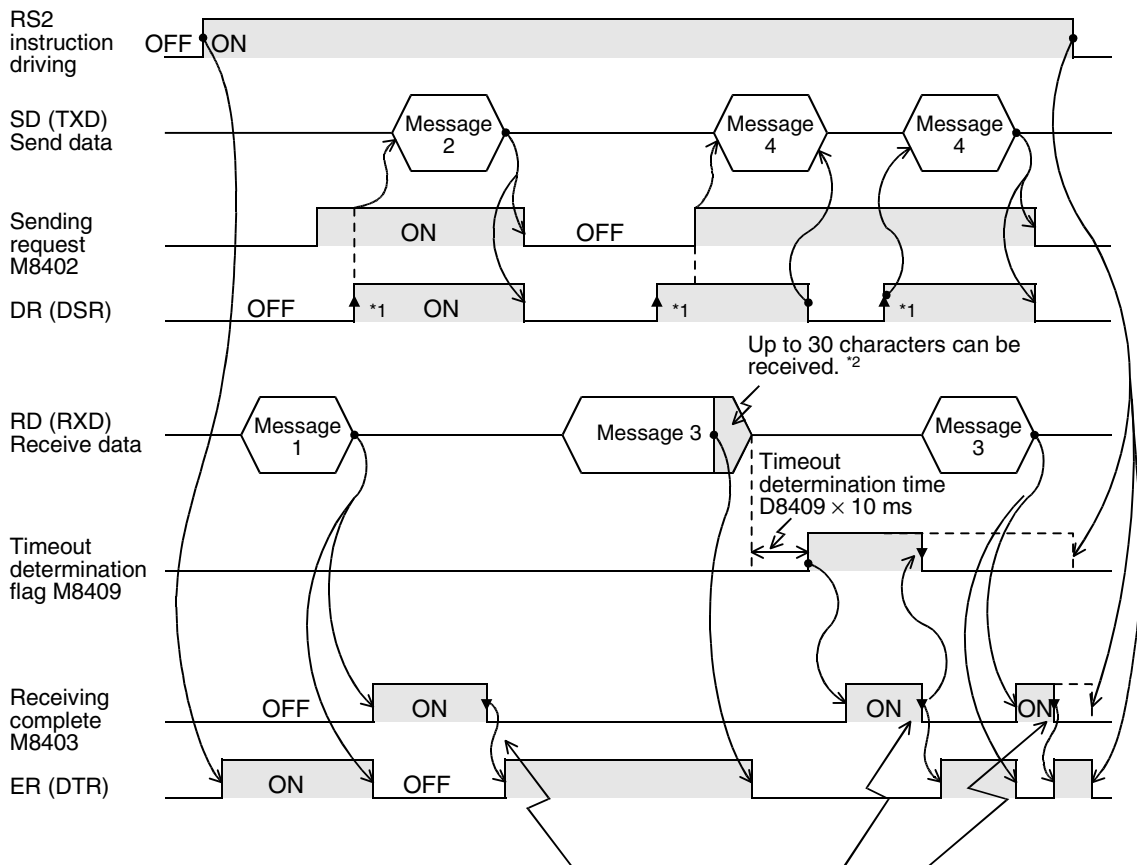 RS2
instruction
driving
OFF
ON
SD (TXD)
Send data
Message
2
Message
4
Message
4
Sending
request
M8402
ON
OFF
DR (DSR)
OFF
*1
ON
*1
*1
Up to 30 characters can be
received. *2
RD (RXD)
Receive data
Message
1
Message 3
Message
3
Timeout
determination time
D8409 × 10 ms
Timeout
determination
flag M8409
Receiving
complete
M8403
OFF
ON
ON
ON
ER (DTR)
ON
OFF